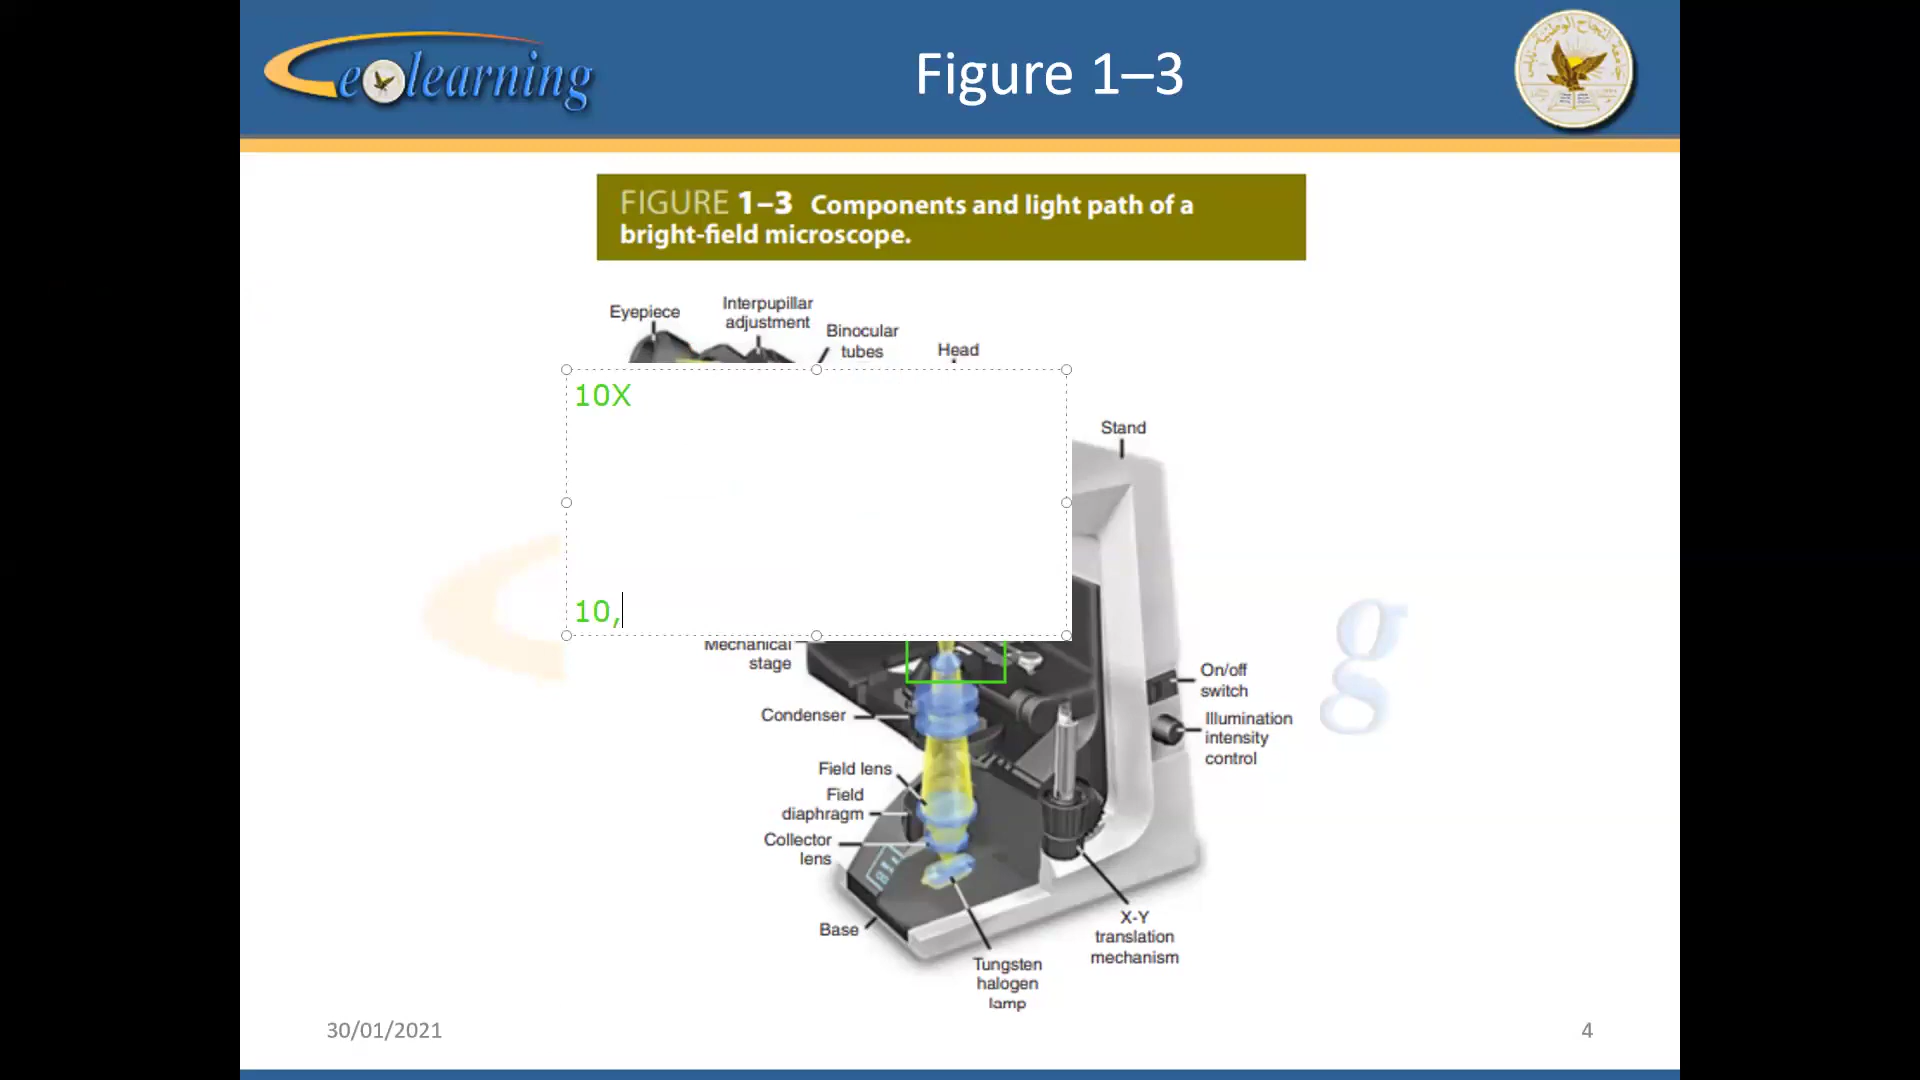 eolearning
Figure 1–3
FIGURE 1–3 Components and light path of a
bright-field microscope.
Eyepiece
Interpupillar
adjustment
Binocular
tubes
Head
10X
Stand
10,
Mechanical
stage
On/off
switch
Condenser
Illumination
intensity
control
Field lens
Field
diaphragm
Collector
lens
Base
X-Y
translation
mechanism
Tungsten
halogen
lamp
g
30/01/2021
4